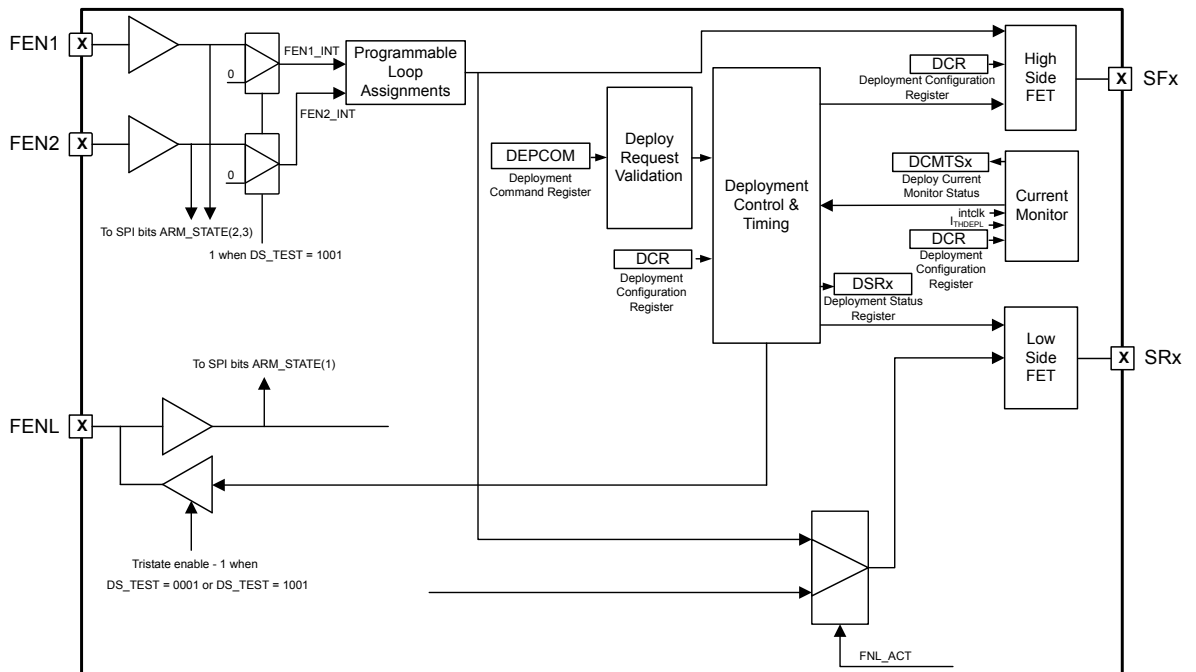 FEN1
X
FEN1_INT
0
Programmable
Loop
Assignments
FEN2_INT
High
Side
FET
DCR
Deployment Configuration
Register
X
SFx
FEN2
X
0
DEPCOM
Deployment
Command Register
Deploy
Request
Validation
Deployment
Control &
Timing
DCMTSx
Deploy Current
Monitor Status
intclk
ITHDEPL
Current
Monitor
DCR
Deployment
Configuration
Register
To SPI bits ARM_STATE(2,3)
1 when DS_TEST = 1001
DCR
Deployment
Configuration
Register
DSRx
Deployment Status
Register
Low
Side
FET
X
SRx
To SPI bits ARM_STATE(1)
FENL
X
Tristate enable - 1 when
DS_TEST = 0001 or DS_TEST = 1001
FNL_ACT